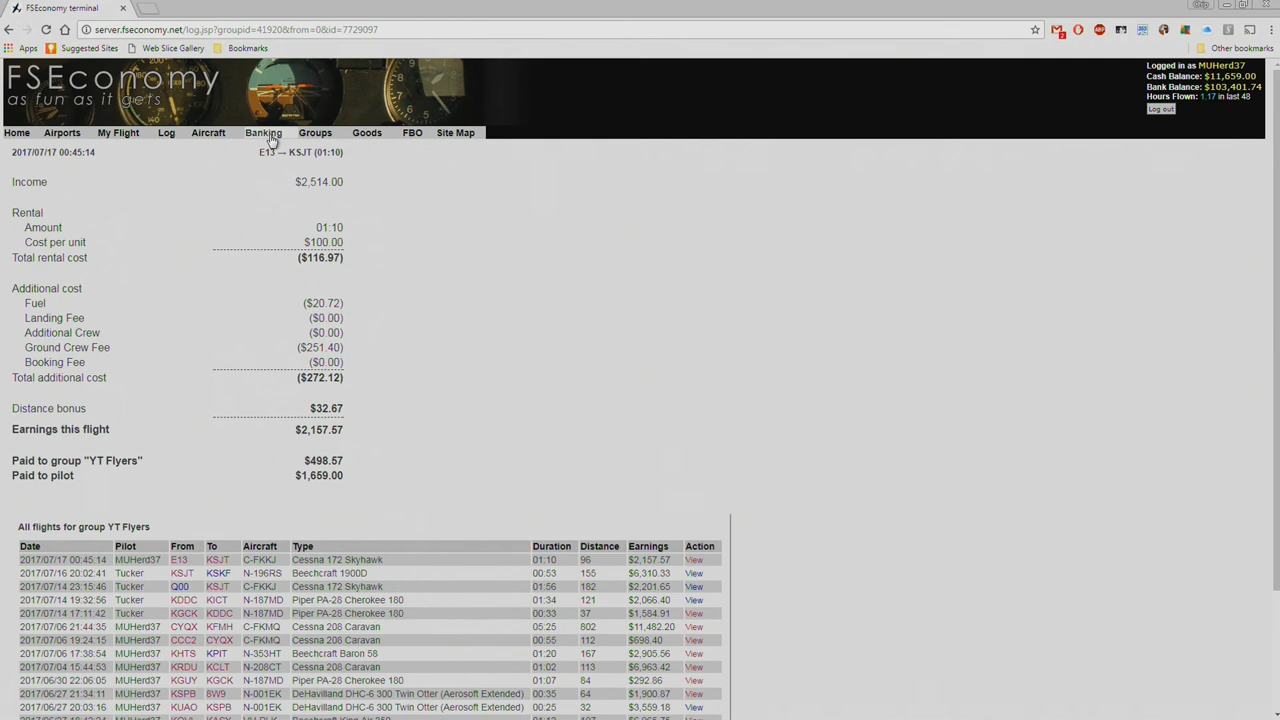 FSEconomy terminal
Chip
server.fseconomy.net/log.jsp?groupid=41920&from=0&id=7729097
Apps Suggested Sites Web Slice Gallery Bookmarks Other bookmarks
FSEconomy
as fun as it gets
Logged in as MUHerd37
Cash Balance: $11,659.00
Bank Balance: $103,401.74
Hours Flown: 1.17 in last 48
Log out
Home Airports My Flight Log Aircraft Banking Groups Goods FBO Site Map
2017/07/17 00:45:14 E13 → KSJT (01:10)
Income $2,514.00
Rental
Amount 01:10
Cost per unit $100.00
Total rental cost ($116.97)
Additional cost
Fuel ($20.72)
Landing Fee ($0.00)
Additional Crew ($0.00)
Ground Crew Fee ($251.40)
Booking Fee ($0.00)
Total additional cost ($272.12)
Distance bonus $32.67
Earnings this flight $2,157.57
Paid to group "YT Flyers" $498.57
Paid to pilot $1,659.00
All flights for group YT Flyers
Date Pilot From To Aircraft Type Duration Distance Earnings Action
2017/07/17 00:45:14 MUHerd37 E13 KSJT C-FKKJ Cessna 172 Skyhawk 01:10 96 $2,157.57 View
2017/07/16 20:02:41 Tucker KSJT KSKF N-196RS Beechcraft 1900D 00:53 155 $6,310.33 View
2017/07/14 23:15:46 Tucker Q00 KSJT C-FKKJ Cessna 172 Skyhawk 01:56 182 $2,201.65 View
2017/07/14 19:32:56 Tucker KDDC KICT N-187MD Piper PA-28 Cherokee 180 01:34 121 $2,066.40 View
2017/07/14 17:11:42 Tucker KGCK KDDC N-187MD Piper PA-28 Cherokee 180 00:33 37 $1,584.91 View
2017/07/06 21:44:35 MUHerd37 CYQX KFMH C-FKMQ Cessna 208 Caravan 05:25 802 $11,482.20 View
2017/07/06 19:24:15 MUHerd37 CCC2 CYQX C-FKMQ Cessna 208 Caravan 00:55 112 $698.40 View
2017/07/06 17:38:54 MUHerd37 KHTS KPIT N-353HT Beechcraft Baron 58 01:20 167 $2,905.56 View
2017/07/04 15:44:53 MUHerd37 KRDU KCLT N-208CT Cessna 208 Caravan 01:02 113 $6,963.42 View
2017/06/30 22:06:05 MUHerd37 KGUY KGCK N-187MD Piper PA-28 Cherokee 180 01:07 84 $292.86 View
2017/06/27 21:34:11 MUHerd37 KSPB 8W9 N-001EK DeHavilland DHC-6 300 Twin Otter (Aerosoft Extended) 00:35 64 $1,900.87 View
2017/06/27 20:03:16 MUHerd37 KUAO KSPB N-001EK DeHavilland DHC-6 300 Twin Otter (Aerosoft Extended) 00:25 32 $3,559.18 View